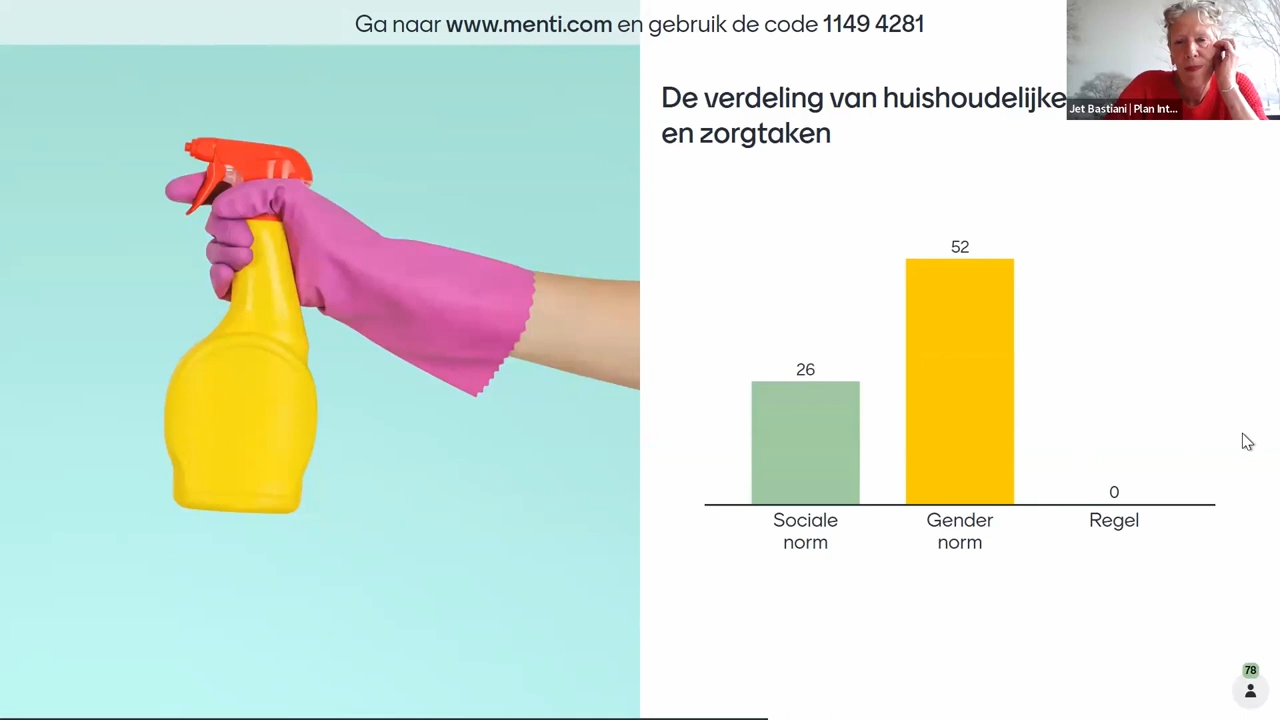 Ga naar www.menti.com en gebruik de code 1149 4281
De verdeling van huishoudelijke
en zorgtaken
Jet Bastiani | Plan Int...
52
26
0
Sociale
norm
Gender
norm
Regel
78